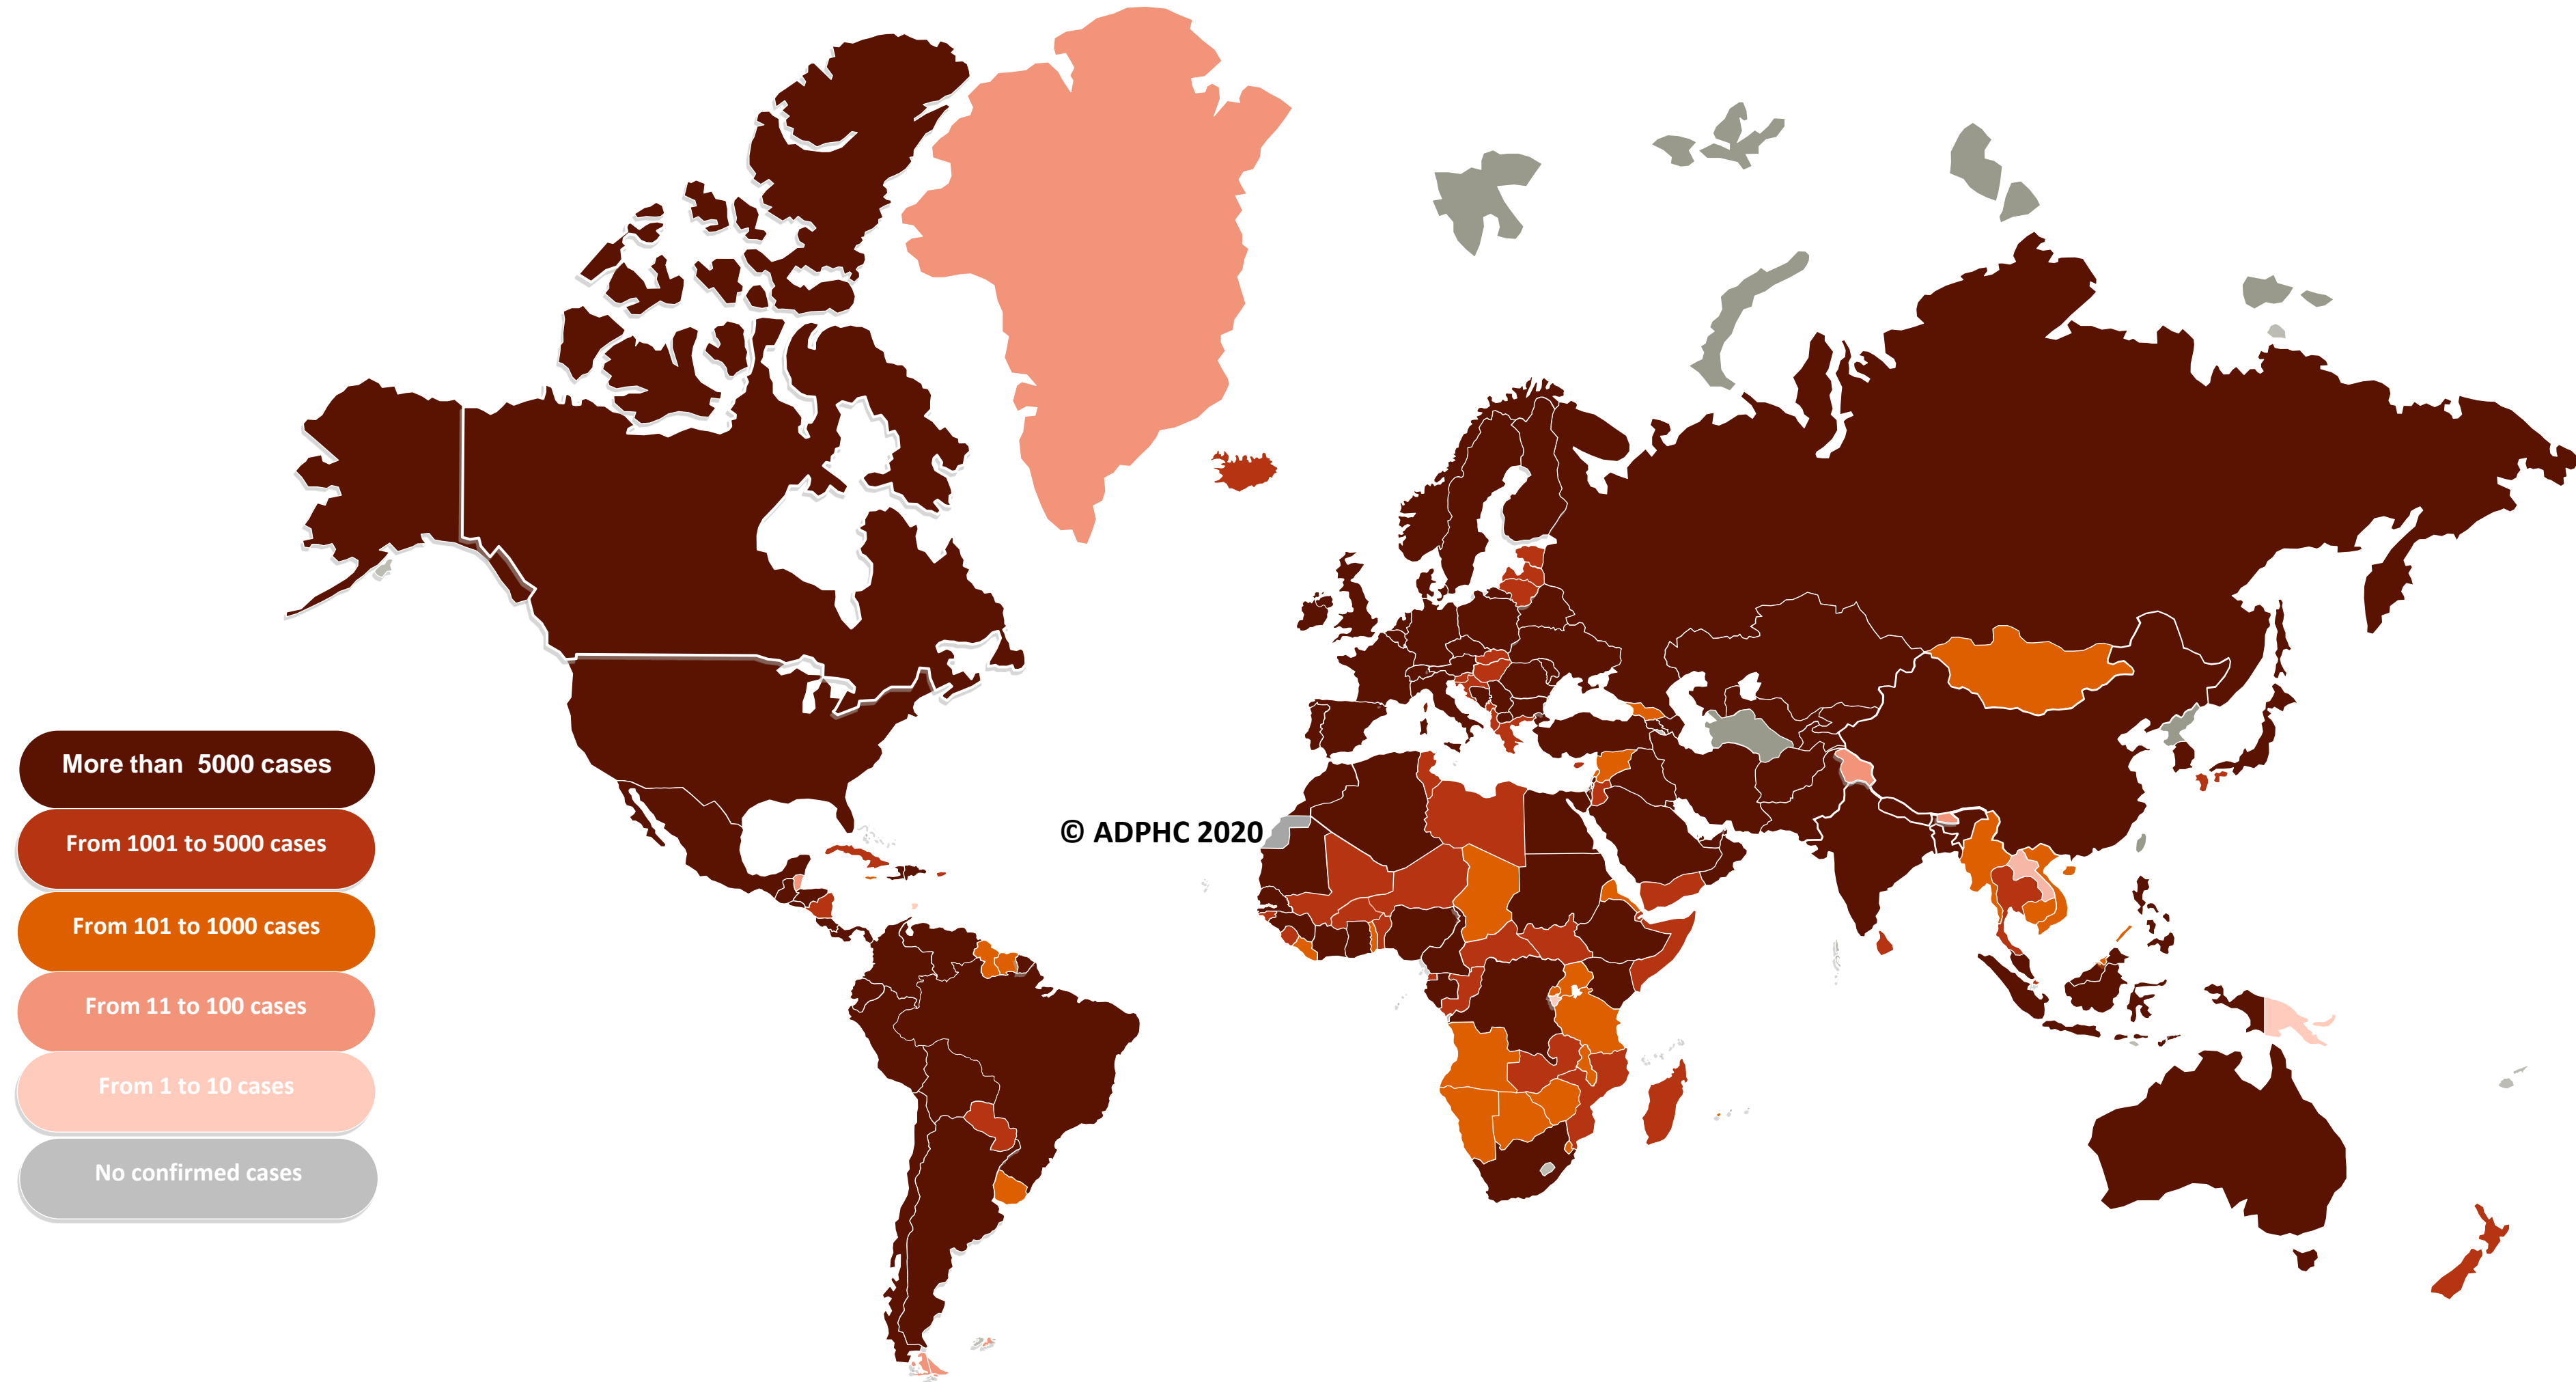 More than  5000 cases
From 1001 to 5000 cases
From 101 to 1000 cases
From 11 to 100 cases
From 1 to 10 cases
No confirmed cases
© ADPHC 2020